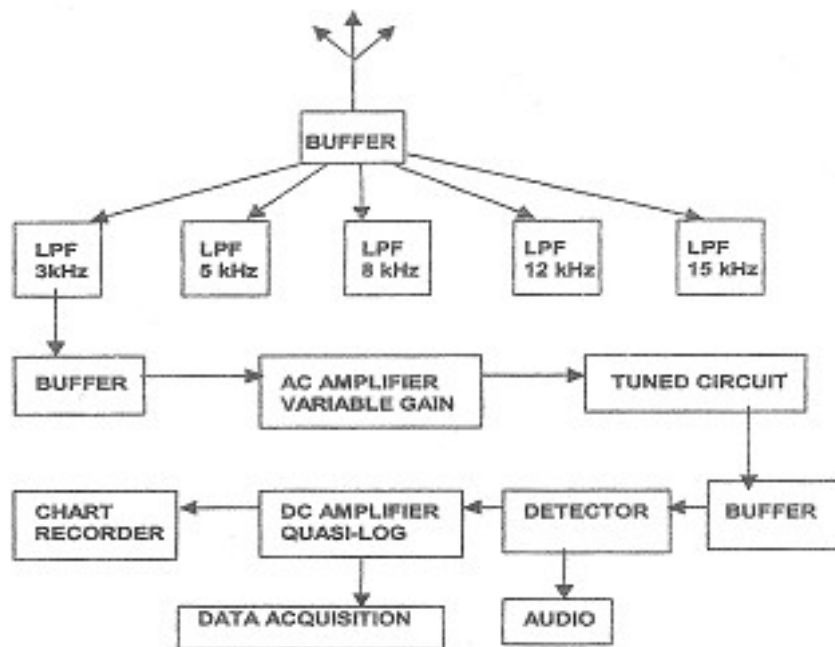 BUFFER
LPF
3kHz
LPF
5 kHz
LPF
8 kHz
LPF
12 kHz
LPF
15 kHz
BUFFER
AC AMPLIFIER
VARIABLE GAIN
TUNED CIRCUIT
CHART
RECORDER
DC AMPLIFIER
QUASI-LOG
DETECTOR
BUFFER
DATA ACQUISITION
AUDIO